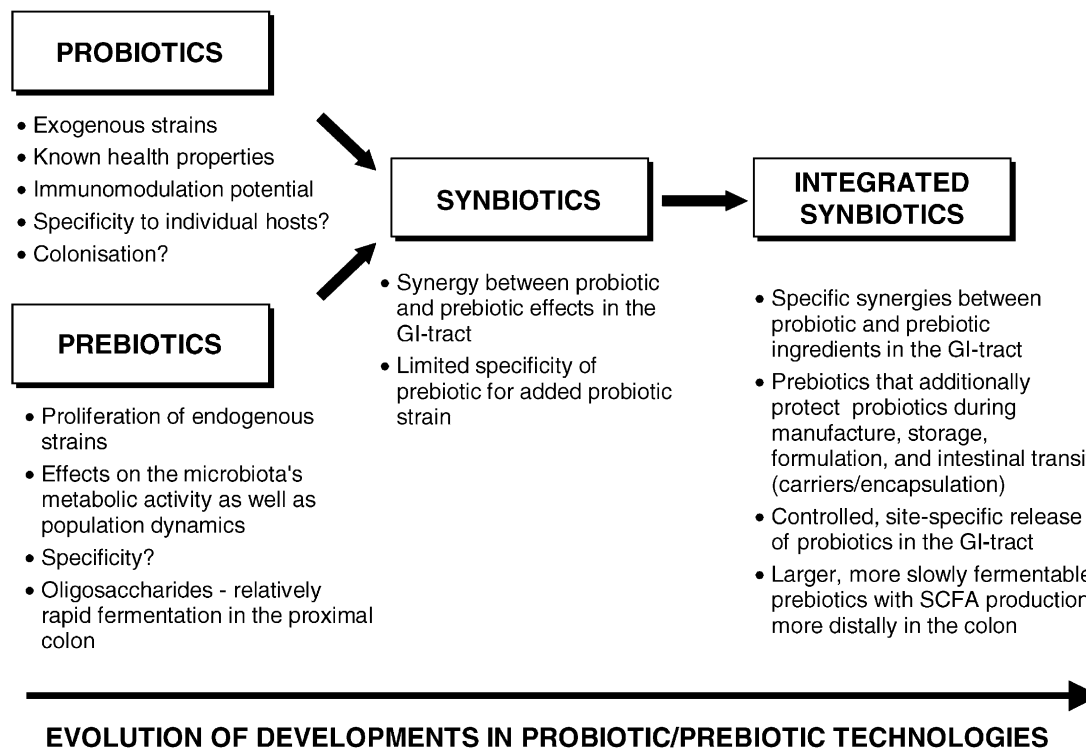 PROBIOTICS
• Exogenous strains
• Known health properties
• Immunomodulation potential
• Specificity to individual hosts?
• Colonisation?
PREBIOTICS
• Proliferation of endogenous
strains
• Effects on the microbiota's
metabolic activity as well as
population dynamics
• Specificity?
• Oligosaccharides - relatively
rapid fermentation in the proximal
colon
SYNBIOTICS
• Synergy between probiotic
and prebiotic effects in the
GI-tract
• Limited specificity of
prebiotic for added probiotic
strain
INTEGRATED
SYNBIOTICS
• Specific synergies between
probiotic and prebiotic
ingredients in the GI-tract
• Prebiotics that additionally
protect probiotics during
manufacture, storage,
formulation, and intestinal transi
(carriers/encapsulation)
• Controlled, site-specific release
of probiotics in the GI-tract
• Larger, more slowly fermentable
prebiotics with SCFA production
more distally in the colon
EVOLUTION OF DEVELOPMENTS IN PROBIOTIC/PREBIOTIC TECHNOLOGIES